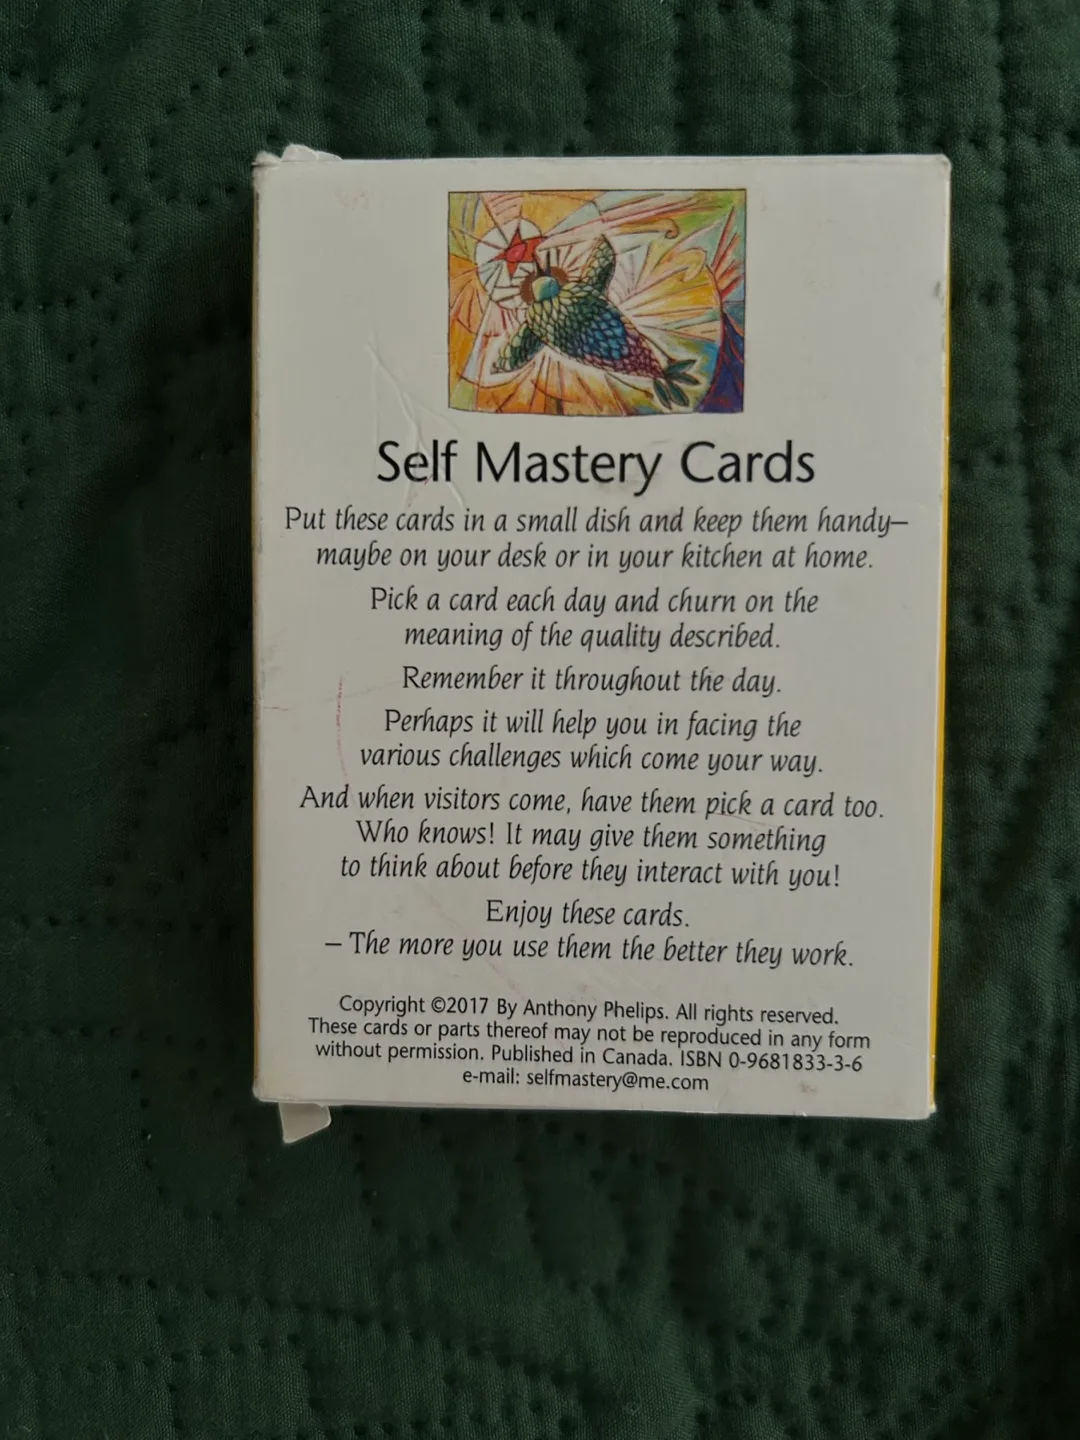 Self Mastery Cards
Put these cards in a small dish and keep them handy—
maybe on your desk or in your kitchen at home.
Pick a card each day and churn on the
meaning of the quality described.
Remember it throughout the day.
Perhaps it will help you in facing the
various challenges which come your way.
And when visitors come, have them pick a card too.
Who knows! It may give them something
to think about before they interact with you!
Enjoy these cards.
– The more you use them the better they work.
Copyright ©2017 By Anthony Phelips. All rights reserved.
These cards or parts thereof may not be reproduced in any form
without permission. Published in Canada. ISBN 0-9681833-3-6
e-mail: selfmastery@me.com